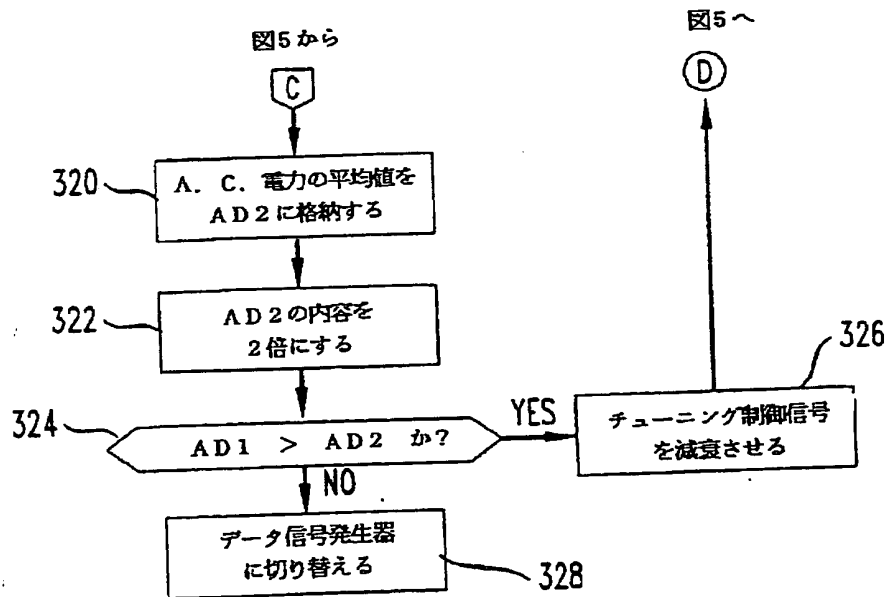 図5から
図5へ
C
D
320
A. C. 電力の平均値を
AD2に格納する
322
AD2の内容を
2倍にする
326
324
AD1 > AD2 か?
YES
チューニング制御信号
を減衰させる
NO
データ信号発生器
に切り替える
328